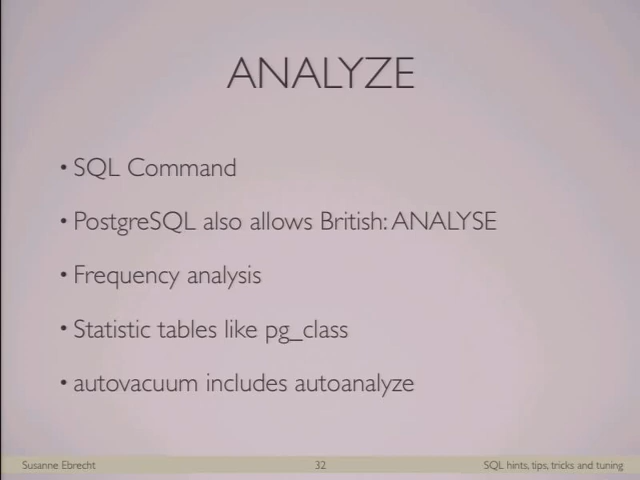 ANALYZE
• SQL Command
• PostgreSQL also allows British: ANALYSE
• Frequency analysis
• Statistic tables like pg_class
• autovacuum includes autoanalyze
Susanne Ebrecht 32 SQL hints, tips, tricks and tuning